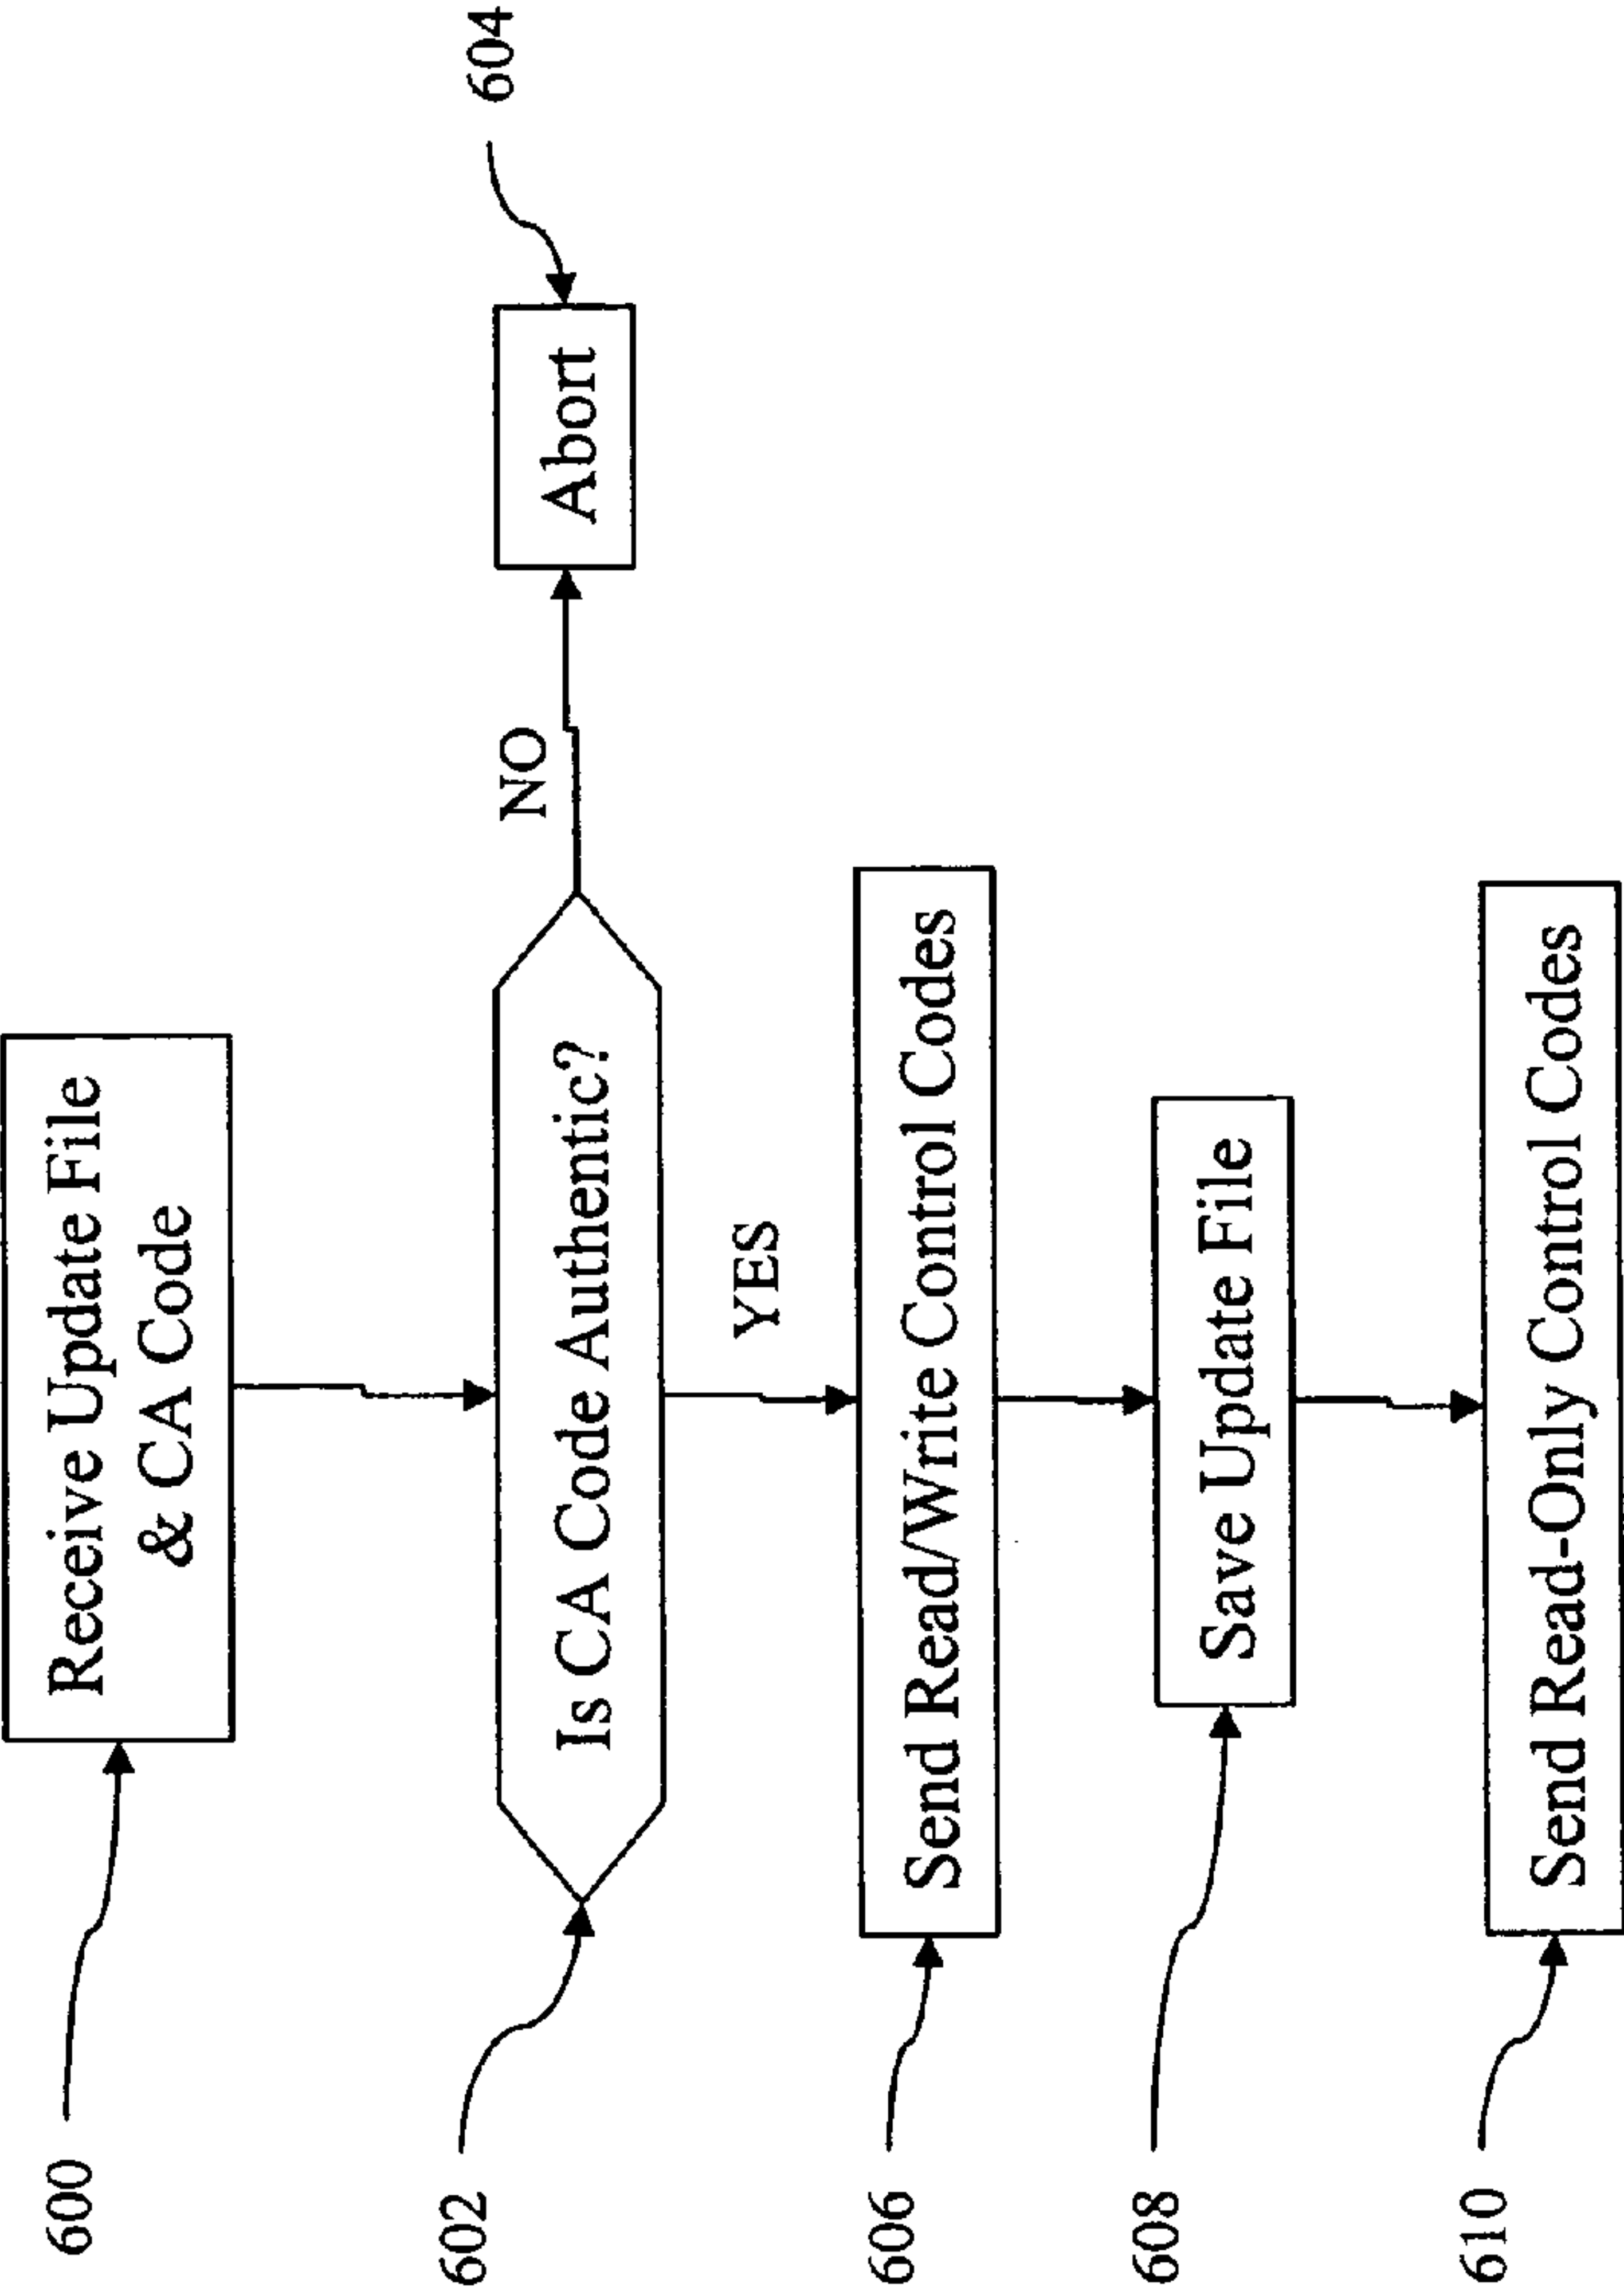 600
Receive Update File
& CA Code
602
Is CA Code Authentic?
NO
Abort
604
YES
606
Send Read/Write Control Codes
608
Save Update File
610
Send Read-Only Control Codes